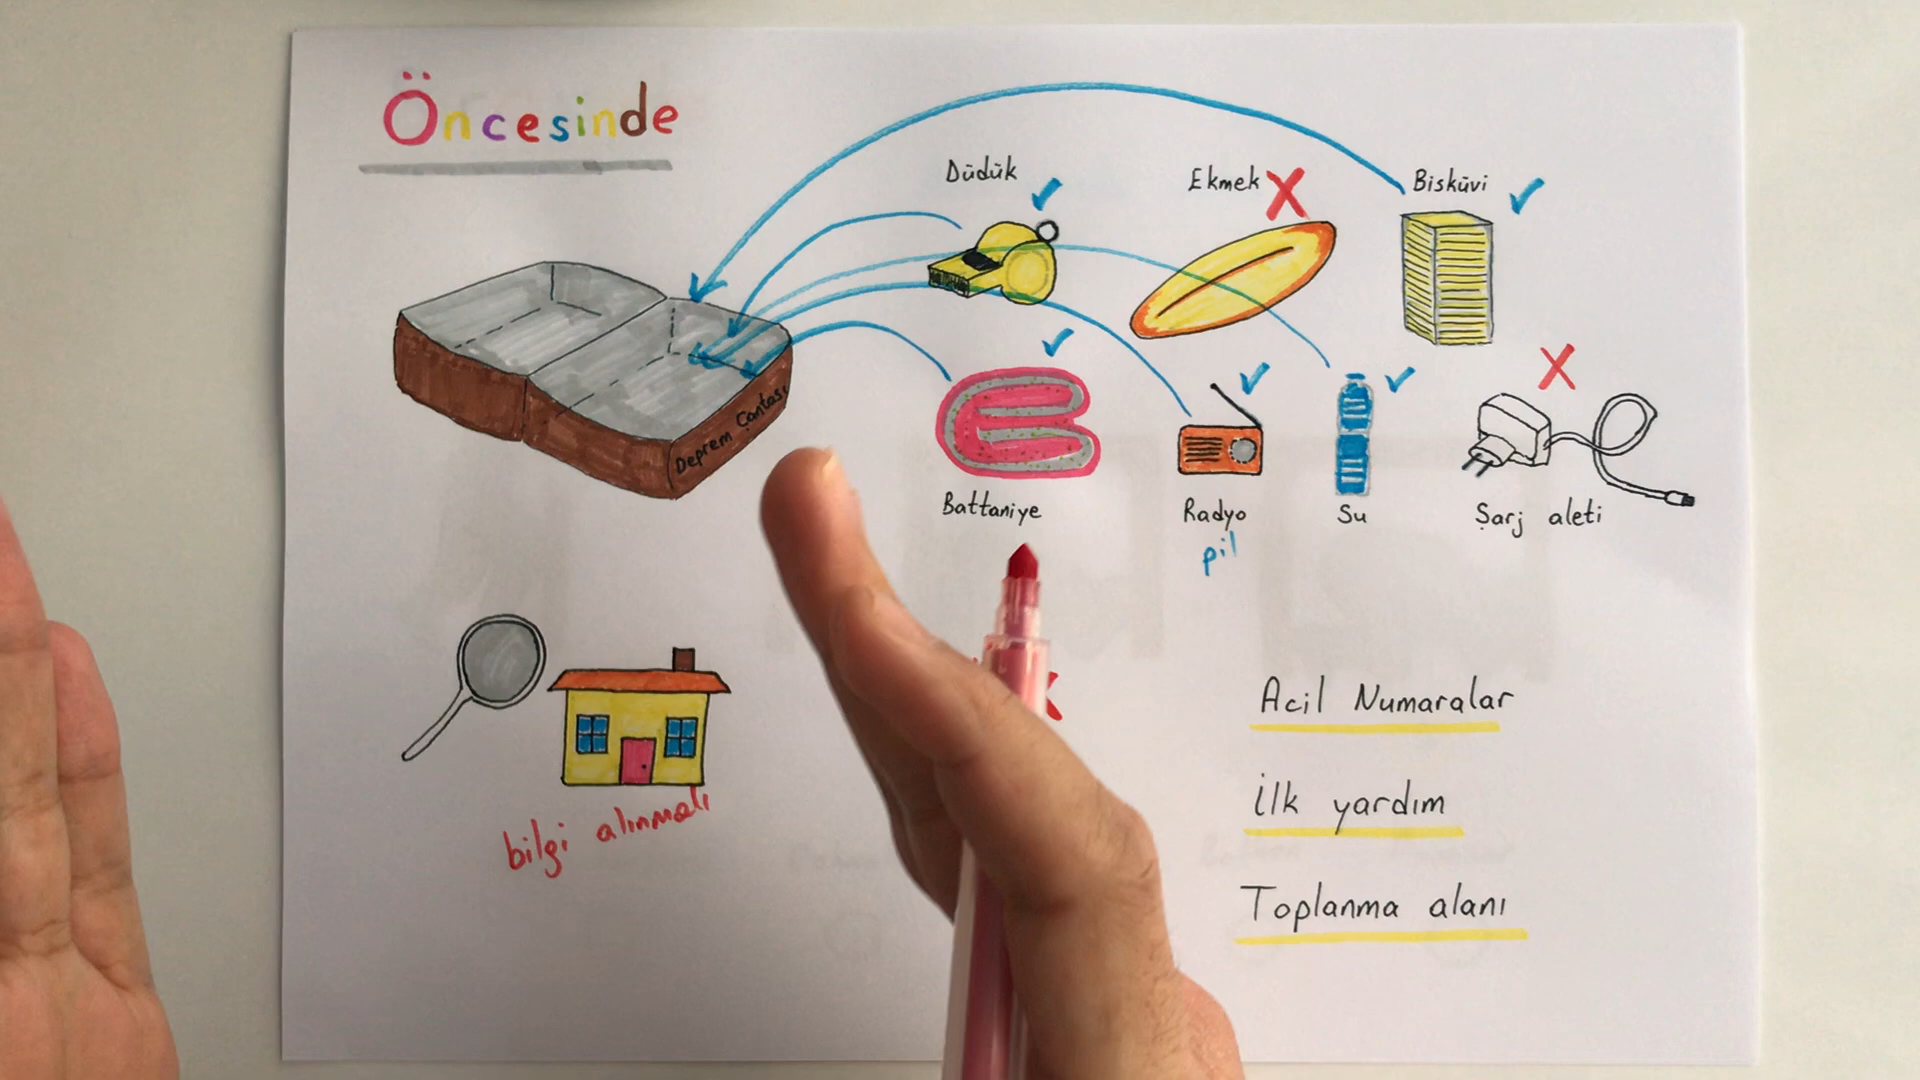 Öncesinde
Düdük
Ekmek
Bisküvi
Deprem Çantası
Battaniye
Radyo
Su
Şarj aleti
pil
Acil Numaralar
İlk yardım
bilgi alınmalı
Toplanma alanı